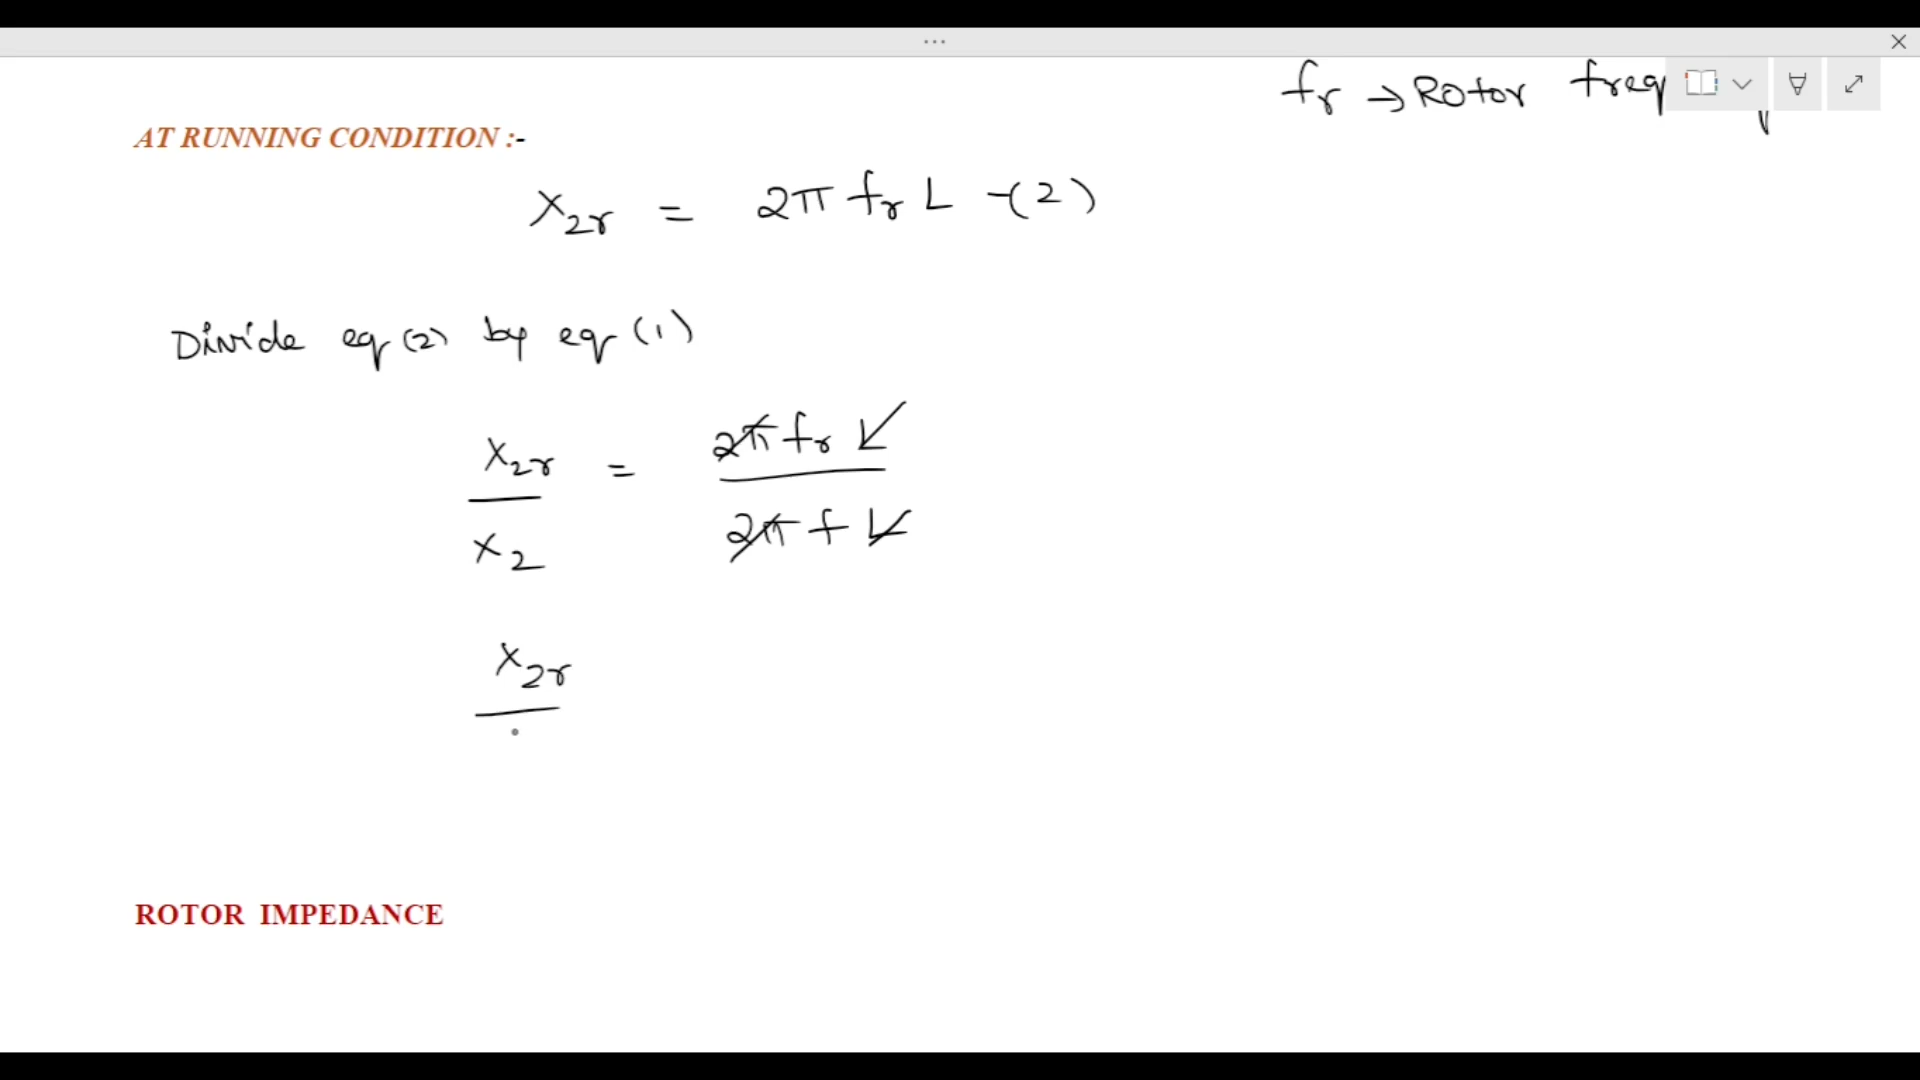 fr → Rotor freq
AT RUNNING CONDITION :-
X2r = 2π fr L -(2)
Divide eq (2) by eq (1)
X2r / X2 = 2π fr L / 2π f L
X2r
ROTOR IMPEDANCE